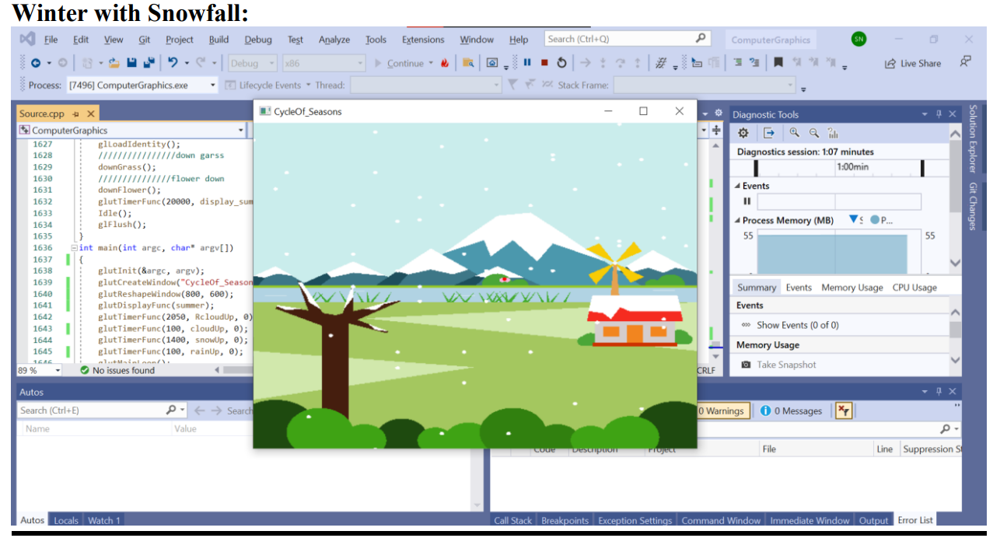 Winter with Snowfall:
File Edit View Git Project Build Debug Test Analyze Tools Extensions Window Help Search (Ctrl+Q) ComputerGraphics SN
Debug x86 Continue Live Share
Process: [7496] ComputerGraphics.exe Lifecycle Events Thread: Stack Frame:
Source.cpp
ComputerGraphics
1627 glLoadIdentity();
1628 ////////////////down garss
1629 downGrass();
1630 ///////////////flower down
1631 downFlower();
1632 glutTimerFunc(20000, display_sum
1633 Idle();
1634 glFlush();
1635 }
1636 int main(int argc, char* argv[])
1637 {
1638 glutInit(&argc, argv);
1639 glutCreateWindow("CycleOf_Season
1640 glutReshapeWindow(800, 600);
1641 glutDisplayFunc(summer);
1642 glutTimerFunc(2050, RcloudUp, 0)
1643 glutTimerFunc(100, cloudUp, 0);
1644 glutTimerFunc(1400, snowUp, 0);
1645 glutTimerFunc(100, rainUp, 0);
1646 glutMainLoop();
89 % No issues found
CRLF
CycleOf_Seasons
Diagnostic Tools
Diagnostics session: 1:07 minutes
1:00min
Events
Process Memory (MB) S P...
55 55
Summary Events Memory Usage CPU Usage
Events
Show Events (0 of 0)
Memory Usage
Take Snapshot
Solution Explorer
Git Changes
Autos
Search (Ctrl+E) Search
Name Value
Autos Locals Watch 1
0 Warnings 0 Messages
Code Description Project File Line Suppression S
Call Stack Breakpoints Exception Settings Command Window Immediate Window Output Error List